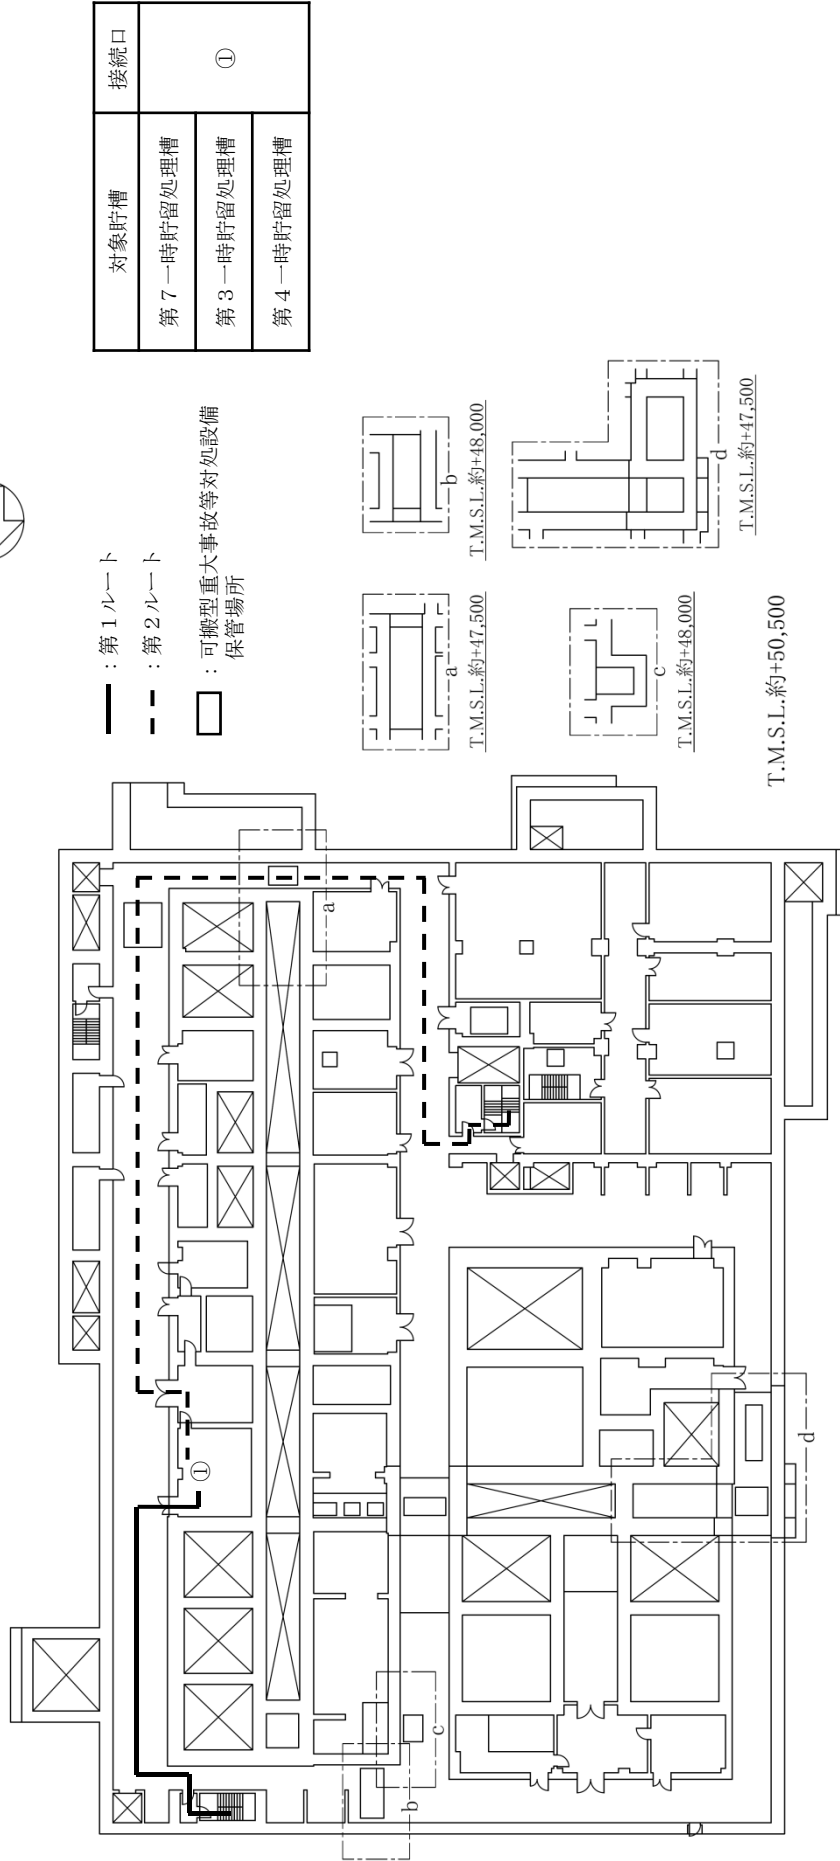 対象貯槽 接続口
第７一時貯留処理槽 ①
第３一時貯留処理槽
第４一時貯留処理槽
：第１ルート
：第２ルート
：可搬型重大事故等対処設備
保管場所
a
T.M.S.L.約+47,500
b
T.M.S.L.約+48,000
c
T.M.S.L.約+48,000
d
T.M.S.L.約+47,500
T.M.S.L.約+50,500
①
a
b
c
d